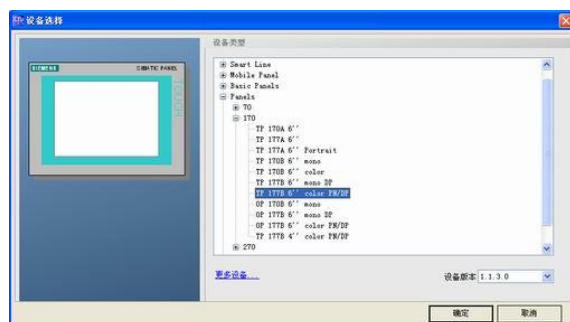 设备选择
SIEMENS
SIMATIC PANEL
TOUCH
设备类型
Smart Line
Mobile Panel
Basic Panels
Panels
70
170
TP 170A 6''
TP 177A 6''
TP 177A 6'' Portrait
TP 170B 6'' mono
TP 170B 6'' color
TP 177B 6'' mono DP
TP 177B 6'' color PN/DP
OP 170B 6'' mono
OP 177B 6'' mono DP
OP 177B 6'' color PN/DP
TP 177B 4'' color PN/DP
270
更多设备...
设备版本 1.1.3.0
确定
取消